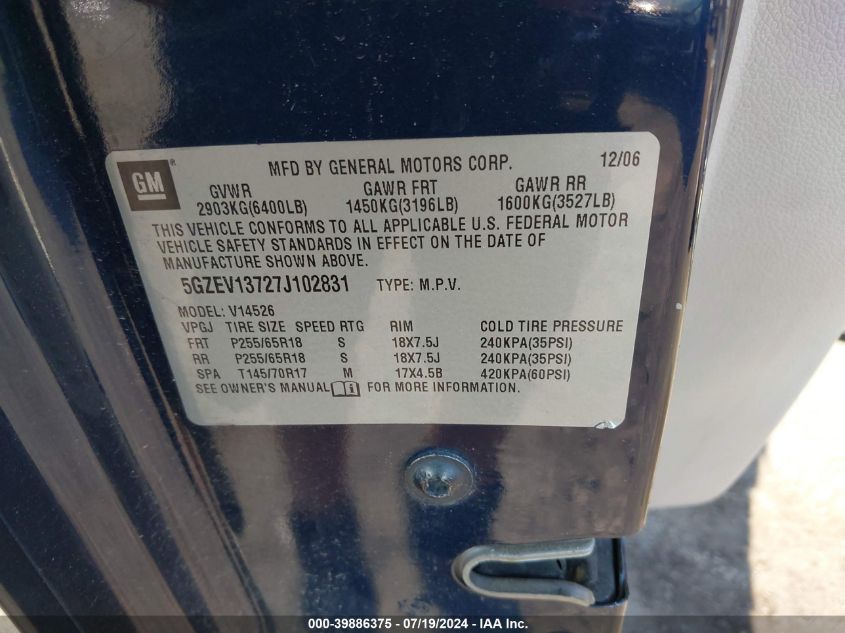 GM®
MFD BY GENERAL MOTORS CORP. 12/06
GVWR GAWR FRT GAWR RR
2903KG(6400LB) 1450KG(3196LB) 1600KG(3527LB)
THIS VEHICLE CONFORMS TO ALL APPLICABLE U.S. FEDERAL MOTOR
VEHICLE SAFETY STANDARDS IN EFFECT ON THE DATE OF
MANUFACTURE SHOWN ABOVE.
5GZEV13727J102831 TYPE: M.P.V.
MODEL: V14526
VPGJ TIRE SIZE SPEED RTG RIM COLD TIRE PRESSURE
FRT P255/65R18 S 18X7.5J 240KPA(35PSI)
RR P255/65R18 S 18X7.5J 240KPA(35PSI)
SPA T145/70R17 M 17X4.5B 420KPA(60PSI)
SEE OWNER'S MANUAL FOR MORE INFORMATION.
000-39886375 - 07/19/2024 - IAA Inc.